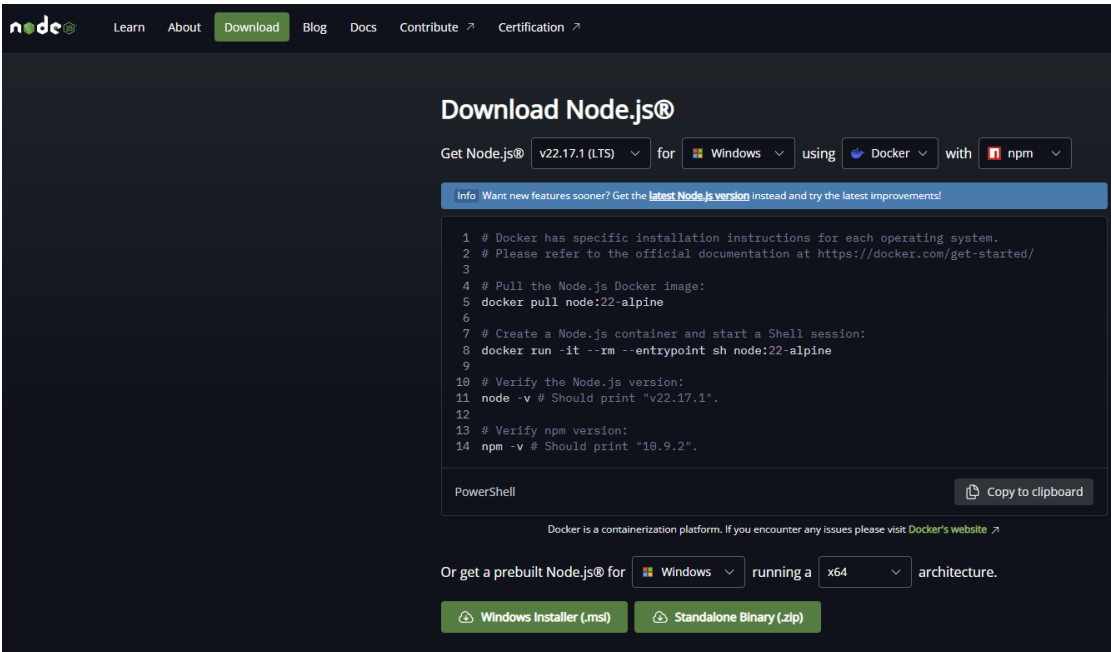 node JS
Learn About Download Blog Docs Contribute ↗ Certification ↗
Download Node.js®
Get Node.js® v22.17.1 (LTS) for Windows using Docker with npm
Info Want new features sooner? Get the latest Node.js version instead and try the latest improvements!
1 # Docker has specific installation instructions for each operating system.
2 # Please refer to the official documentation at https://docker.com/get-started/
3
4 # Pull the Node.js Docker image:
5 docker pull node:22-alpine
6
7 # Create a Node.js container and start a Shell session:
8 docker run -it --rm --entrypoint sh node:22-alpine
9
10 # Verify the Node.js version:
11 node -v # Should print "v22.17.1".
12
13 # Verify npm version:
14 npm -v # Should print "10.9.2".
PowerShell Copy to clipboard
Docker is a containerization platform. If you encounter any issues please visit Docker's website ↗
Or get a prebuilt Node.js® for Windows running a x64 architecture.
Windows Installer (.msi) Standalone Binary (.zip)